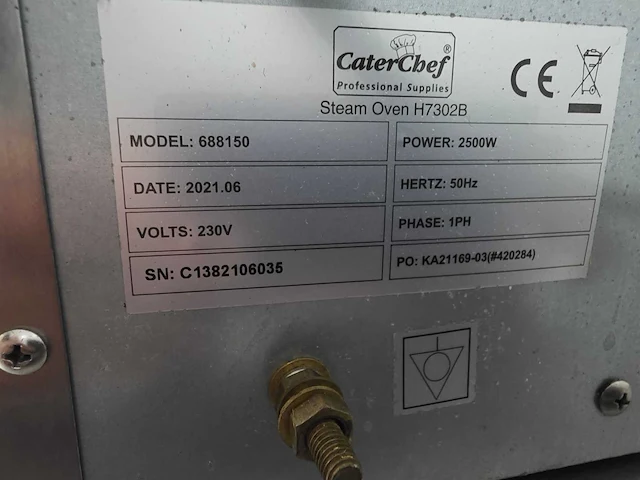 CaterChef®
Professional Supplies
CE
Steam Oven H7302B
MODEL: 688150
POWER: 2500W
DATE: 2021.06
HERTZ: 50Hz
VOLTS: 230V
PHASE: 1PH
SN: C1382106035
PO: KA21169-03(#420284)